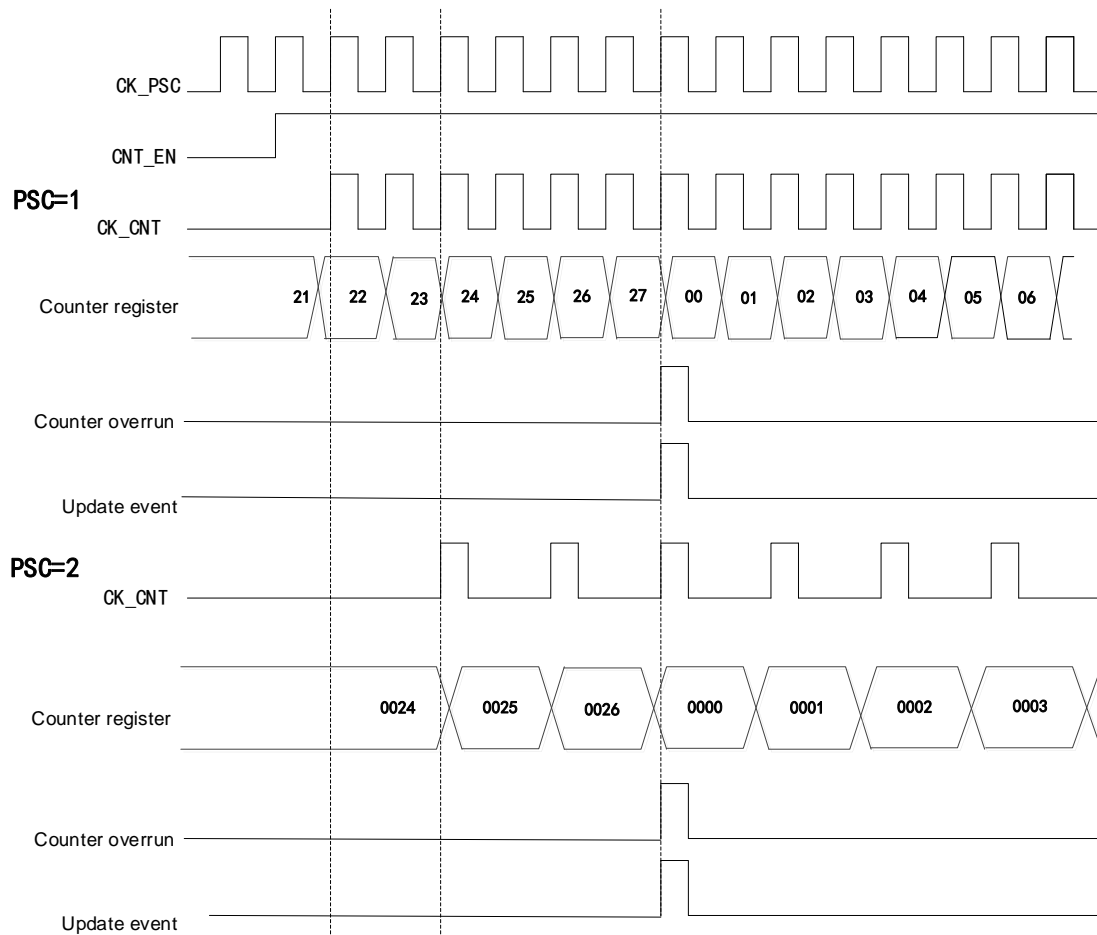 CK_PSC
CNT_EN
PSC=1
CK_CNT
Counter register 21 22 23 24 25 26 27 00 01 02 03 04 05 06
Counter overrun
Update event
PSC=2
CK_CNT
Counter register 0024 0025 0026 0000 0001 0002 0003
Counter overrun
Update event